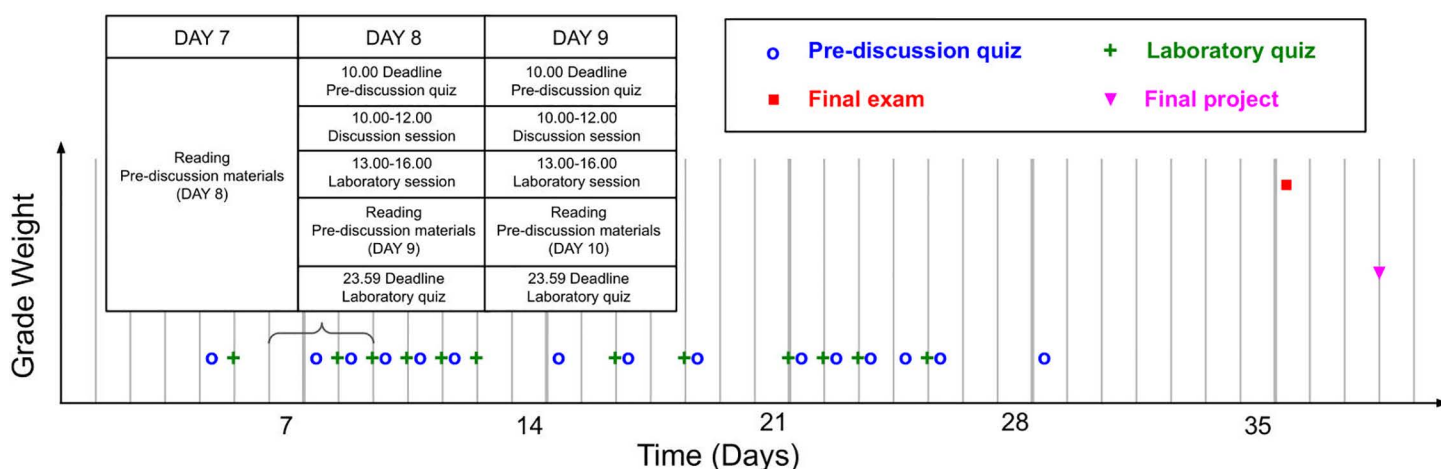 DAY 7
DAY 8
DAY 9
Reading
Pre-discussion materials
(DAY 8)
10.00 Deadline
Pre-discussion quiz
10.00-12.00
Discussion session
13.00-16.00
Laboratory session
Reading
Pre-discussion materials
(DAY 9)
23.59 Deadline
Laboratory quiz
10.00 Deadline
Pre-discussion quiz
10.00-12.00
Discussion session
13.00-16.00
Laboratory session
Reading
Pre-discussion materials
(DAY 10)
23.59 Deadline
Laboratory quiz
Pre-discussion quiz
Laboratory quiz
Final exam
Final project
Grade Weight
7
14
21
28
35
Time (Days)